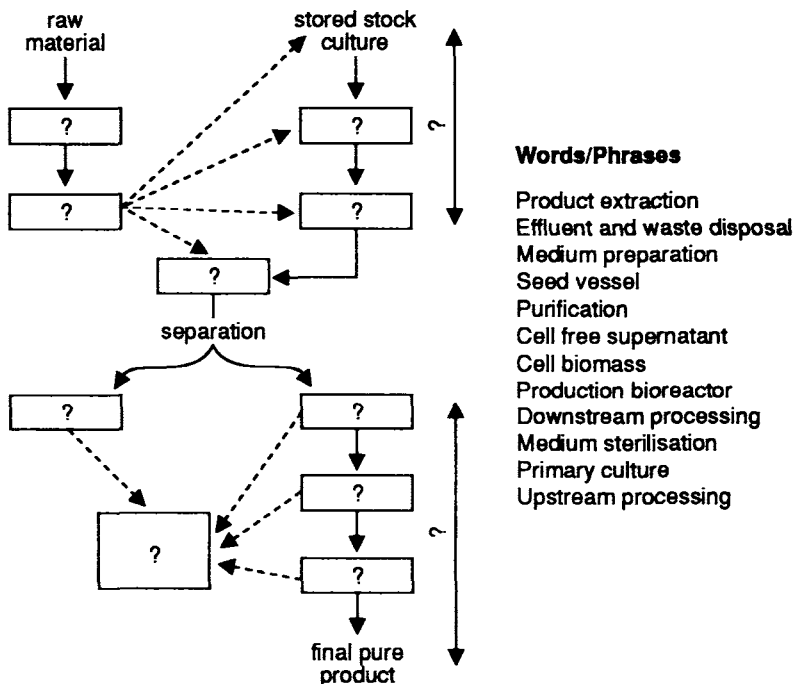 raw
material
stored stock
culture
?
?
?
?
?
?
separation
?
?
?
?
?
?
final pure
product
Words/Phrases
Product extraction
Effluent and waste disposal
Medium preparation
Seed vessel
Purification
Cell free supernatant
Cell biomass
Production bioreactor
Downstream processing
Medium sterilisation
Primary culture
Upstream processing